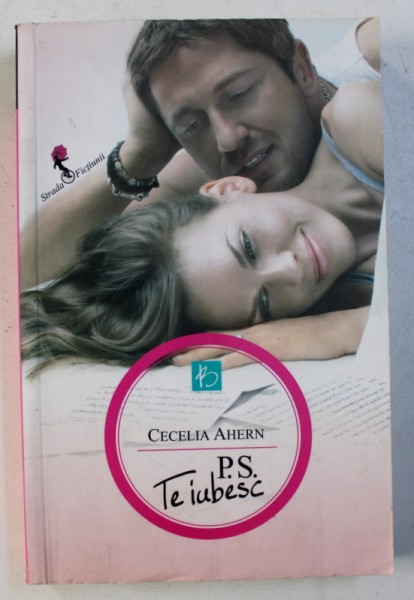 Strada Ficțiunii
B
CECELIA AHERN
P.S.
Te iubesc